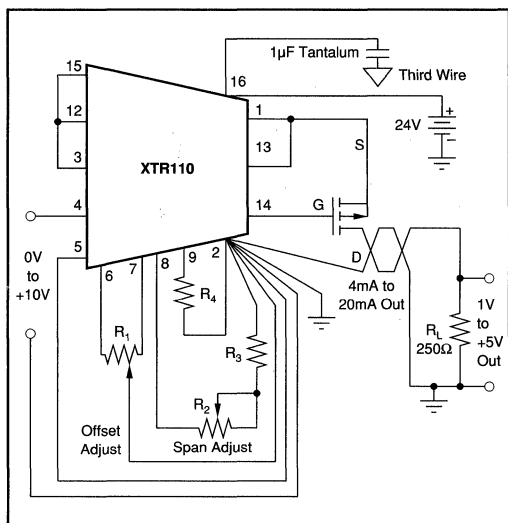 15
16
1µF Tantalum
Third Wire
12
1
+
24V
−
3
XTR110
13
S
4
14
G
0V
to
+10V
5
6
7
8
9
2
D
4mA to
20mA Out
1V
to
+5V
Out
R4
R1
R3
RL
250Ω
R2
Offset
Adjust
Span Adjust